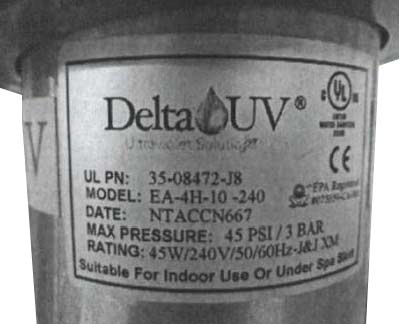 Delta UV®
Ultraviolet Solutions
C UL US
CE
UL PN: 35-08472-J8
EPA Registered
MODEL: EA-4H-10 -240
DATE: NTACCN667
MAX PRESSURE: 45 PSI / 3 BAR
RATING: 45W/240V/50/60Hz-J&I XM
Suitable For Indoor Use Or Under Spa
V